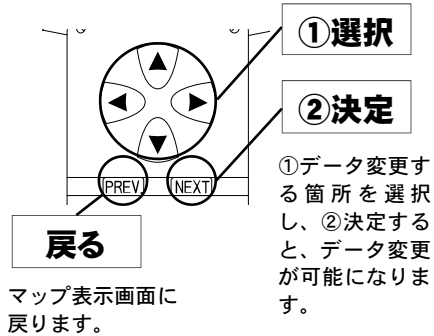 ①選択
②決定
①データ変更す
る箇所を選択
し、②決定する
と、データ変更
が可能になりま
す。
PREV.
NEXT
戻る
マップ表示画面に
戻ります。